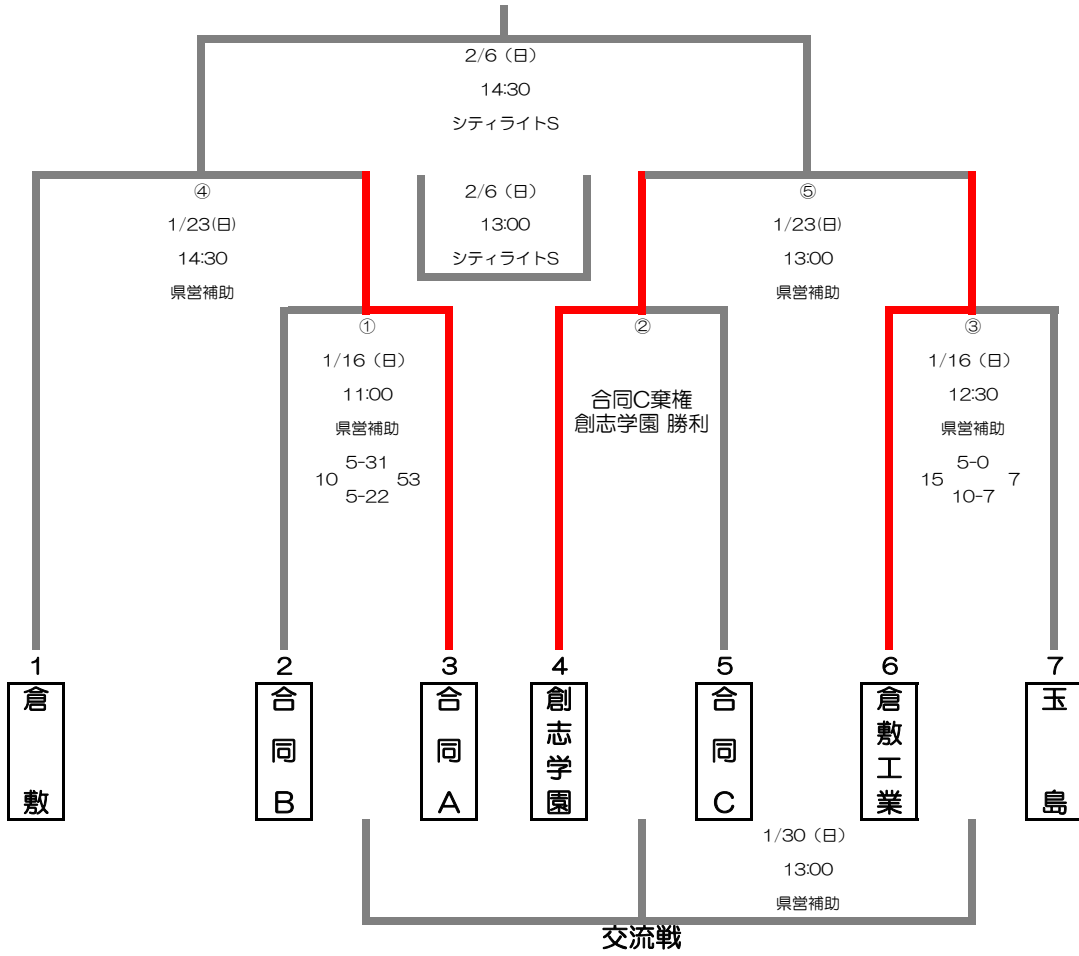 2/6（日）
14:30
シティライトS
④
1/23(日)
14:30
県営補助
2/6（日）
13:00
シティライトS
⑤
1/23(日)
13:00
県営補助
①
1/16（日）
11:00
県営補助
5-31
10 53
5-22
②
合同C棄権
創志学園 勝利
③
1/16（日）
12:30
県営補助
5-0
15 7
10-7
1 2 3 4 5 6 7
倉敷
合同B
合同A
創志学園
合同C
倉敷工業
玉島
1/30（日）
13:00
県営補助
交流戦